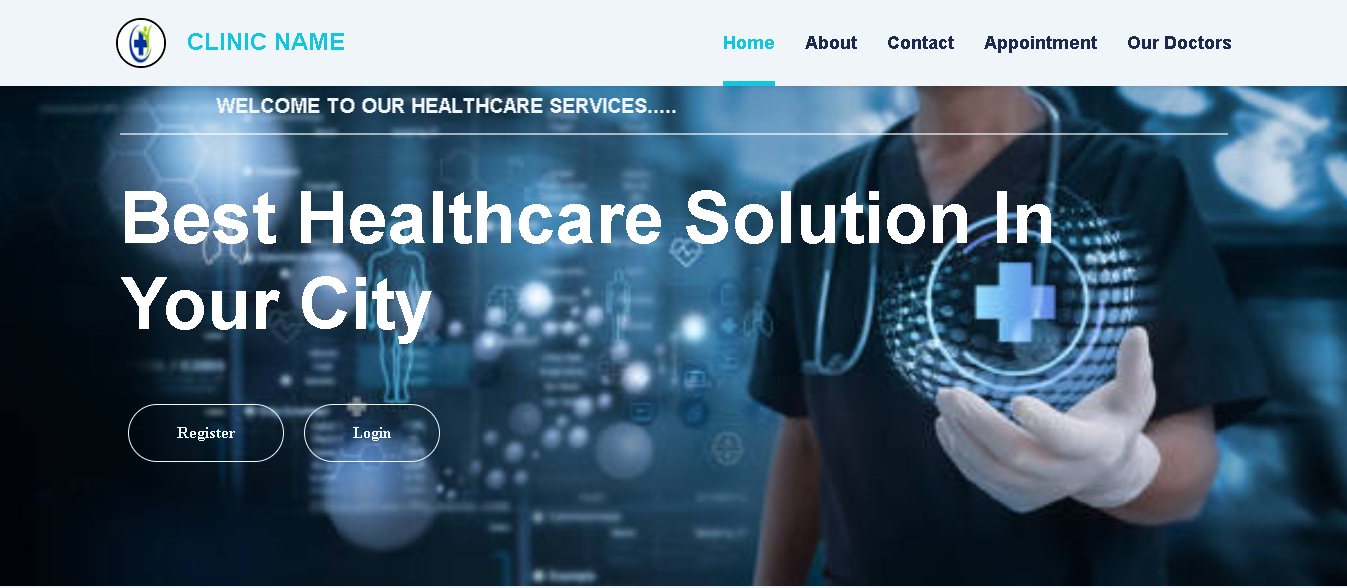 CLINIC NAME
Home About Contact Appointment Our Doctors
WELCOME TO OUR HEALTHCARE SERVICES.....
Best Healthcare Solution In
Your City
Register Login